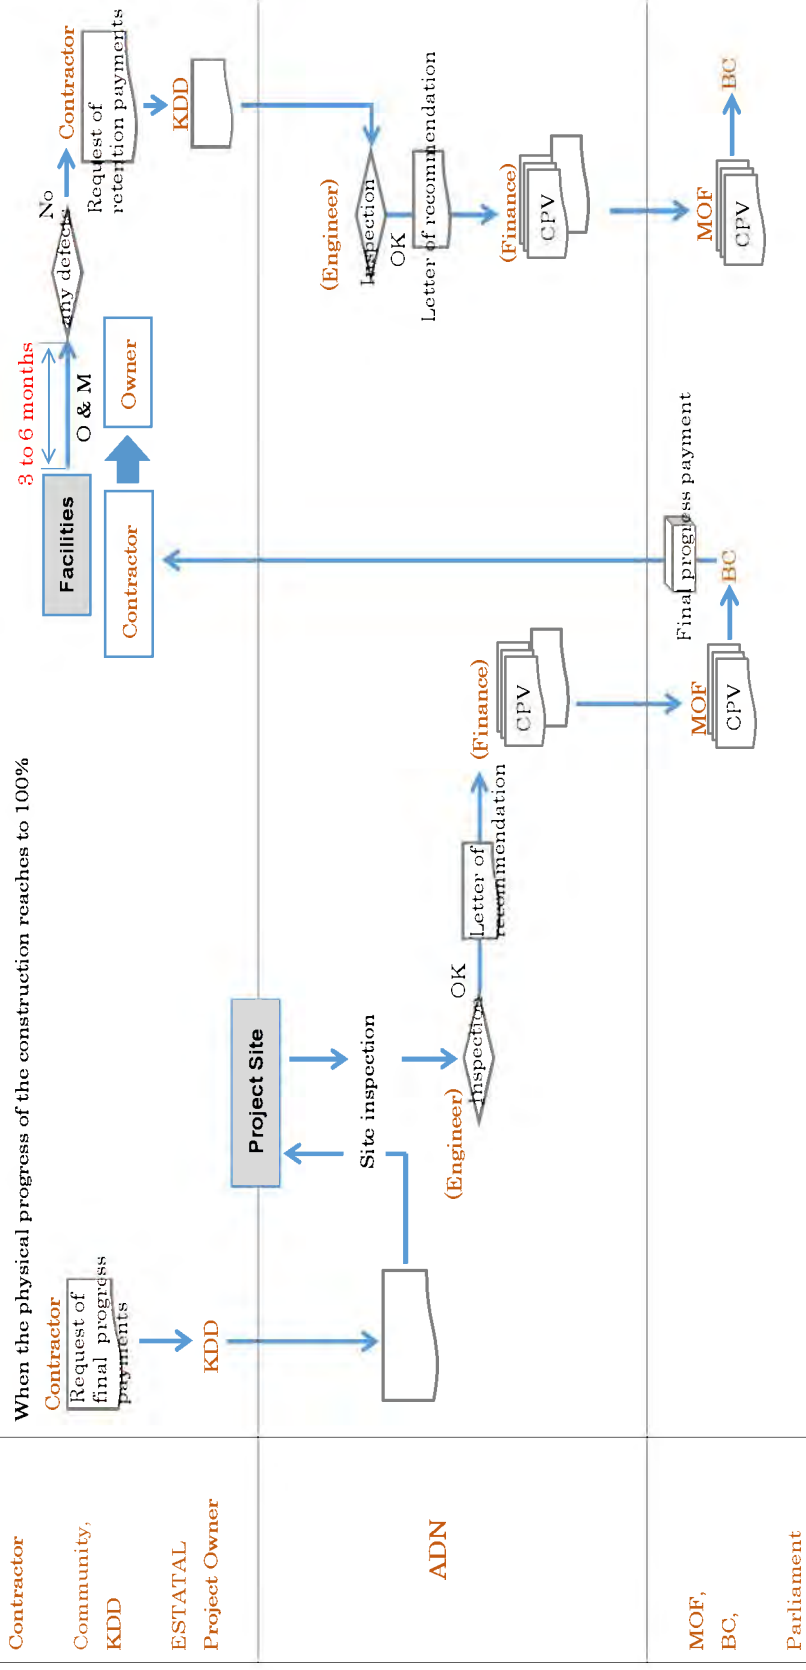 When the physical progress of the construction reaches to 100%
Contractor
Community,
KDD
ESTATAL
Project Owner
ADN
MOF,
BC,
Parliament
Contractor
Request of
final progress
payments
KDD
Project Site
Site inspection
(Engineer)
Inspection
OK
Letter of
recommendation
(Finance)
CPV
MOF
CPV
BC
Final progress payment
Facilities
Contractor
Owner
3 to 6 months
O & M
any defects
No
Contractor
Request of
retention payments
KDD
(Engineer)
Inspection
OK
Letter of recommendation
(Finance)
CPV
MOF
CPV
BC